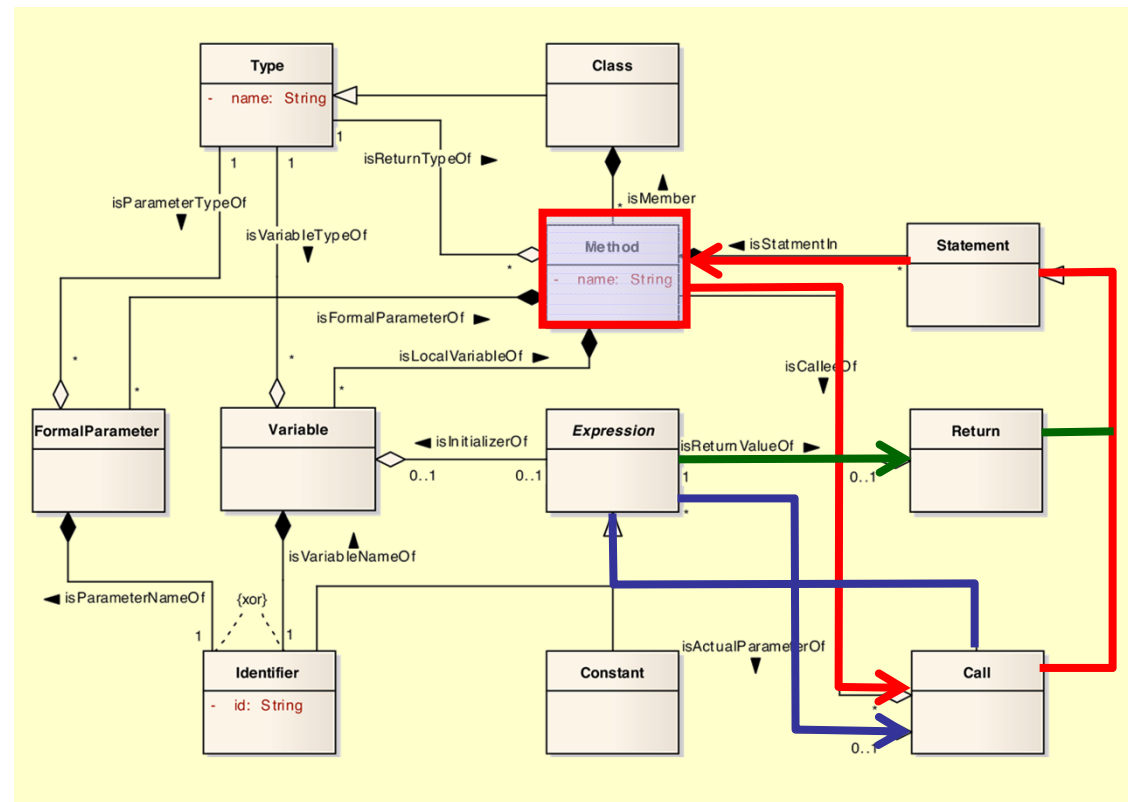 Type
Class
- name: String
1
isReturnTypeOf
1
1
isParameterTypeOf
isMember
*
isVariableTypeOf
Method
isStatmentIn
Statement
*
*
- name: String
isFormalParameterOf
isLocalVariableOf
isCalleeOf
*
*
*
*
FormalParameter
Variable
Expression
Return
isInitializerOf
isReturnValueOf
0..1
0..1
1
0..1
*
isVariableNameOf
isParameterNameOf
{xor}
1
1
isActualParameterOf
Identifier
Constant
Call
- id: String
*
0..1